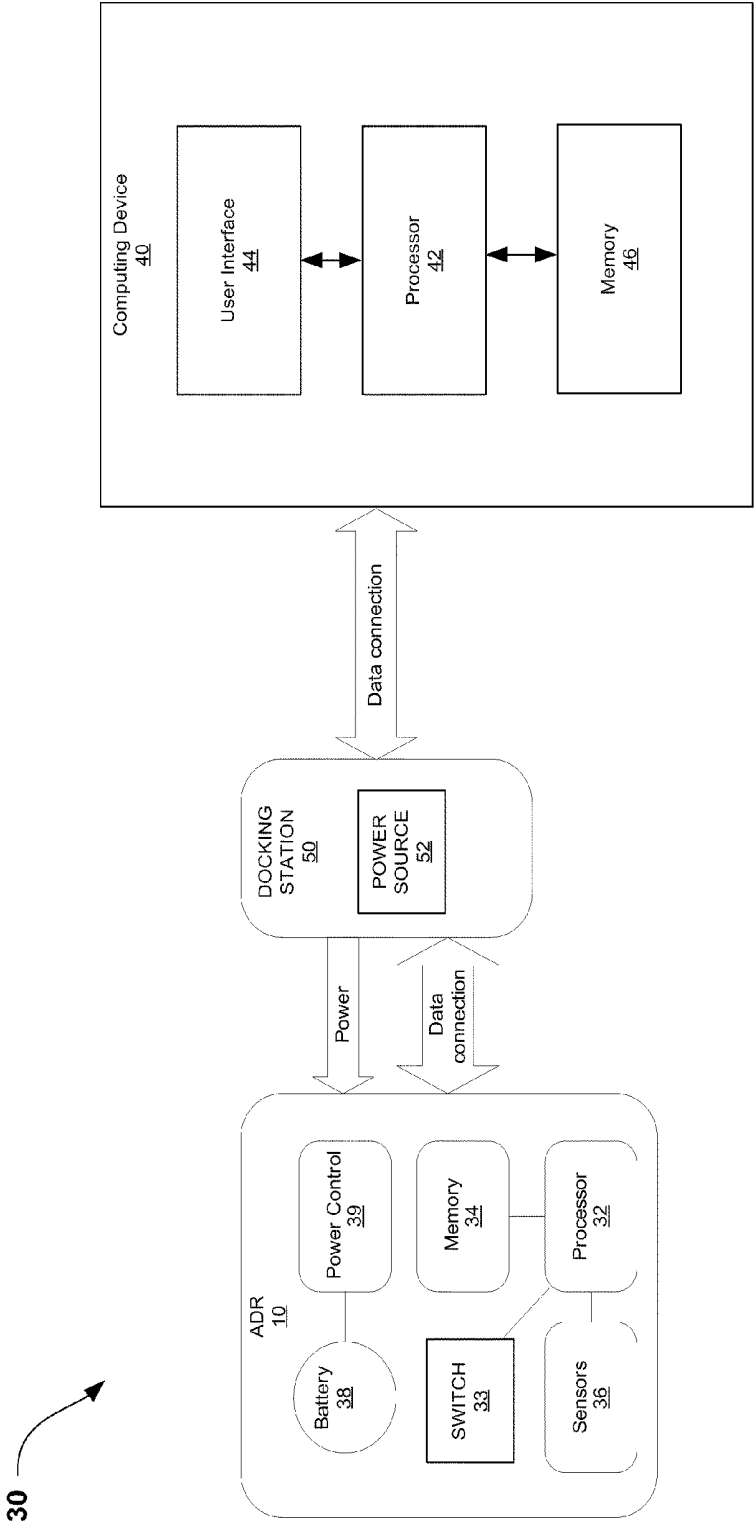 30
ADR
10
Battery
38
Power Control
39
SWITCH
33
Memory
34
Sensors
36
Processor
32
Power
Data
connection
DOCKING
STATION
50
POWER
SOURCE
52
Data connection
Computing Device
40
User Interface
44
Processor
42
Memory
46